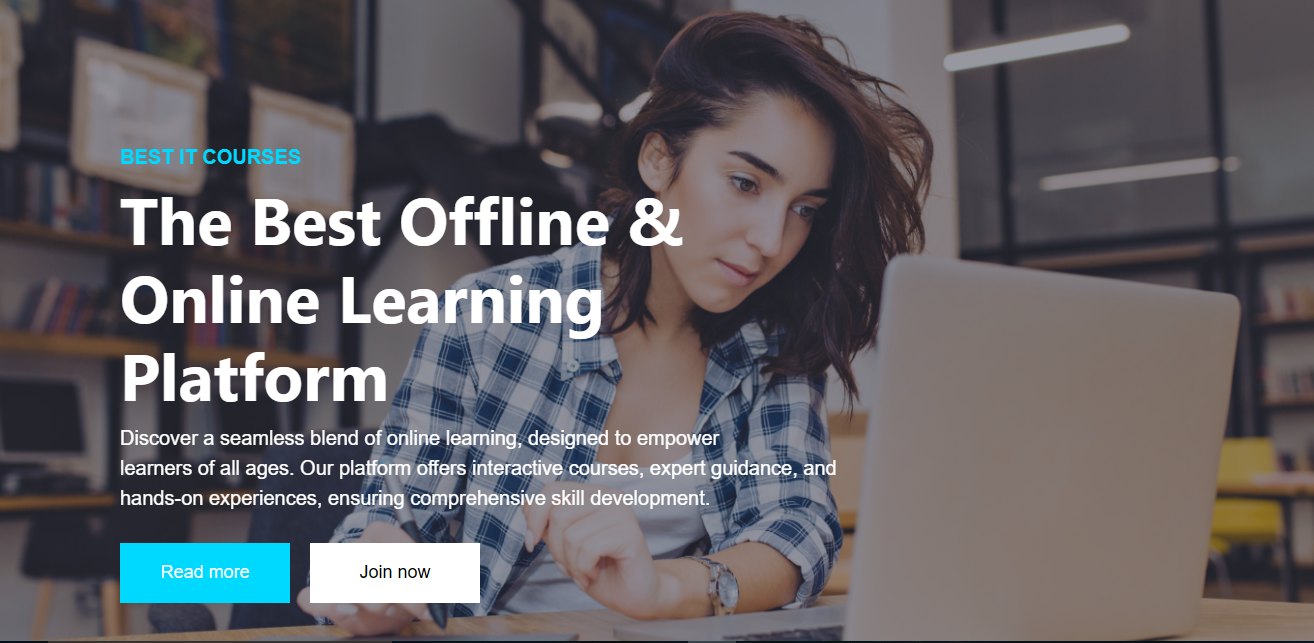 BEST IT COURSES
The Best Offline &
Online Learning
Platform
Discover a seamless blend of online learning, designed to empower
learners of all ages. Our platform offers interactive courses, expert guidance, and
hands-on experiences, ensuring comprehensive skill development.
Read more
Join now